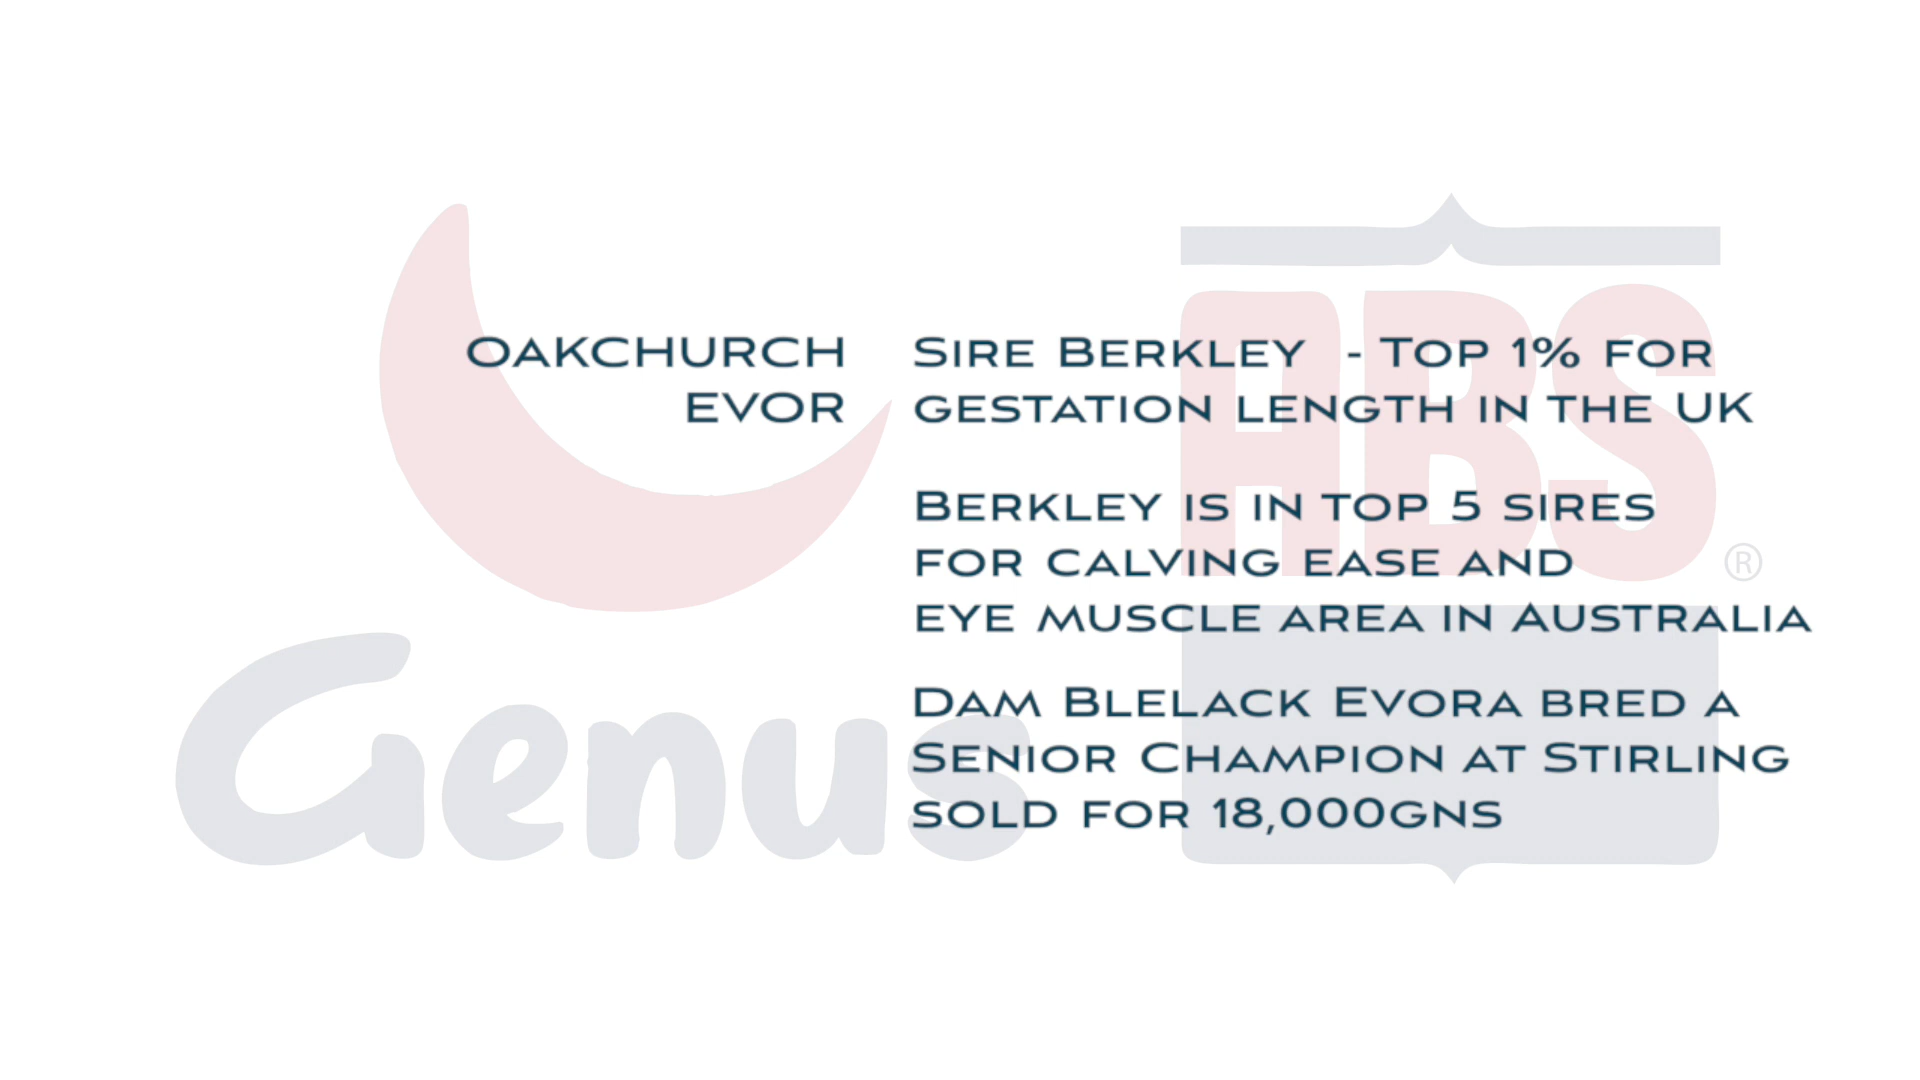 OAKCHURCH
EVOR
SIRE BERKLEY - TOP 1% FOR
GESTATION LENGTH IN THE UK
BERKLEY IS IN TOP 5 SIRES
FOR CALVING EASE AND
EYE MUSCLE AREA IN AUSTRALIA
DAM BLELACK EVORA BRED A
SENIOR CHAMPION AT STIRLING
SOLD FOR 18,000GNS
Genus
ABS®